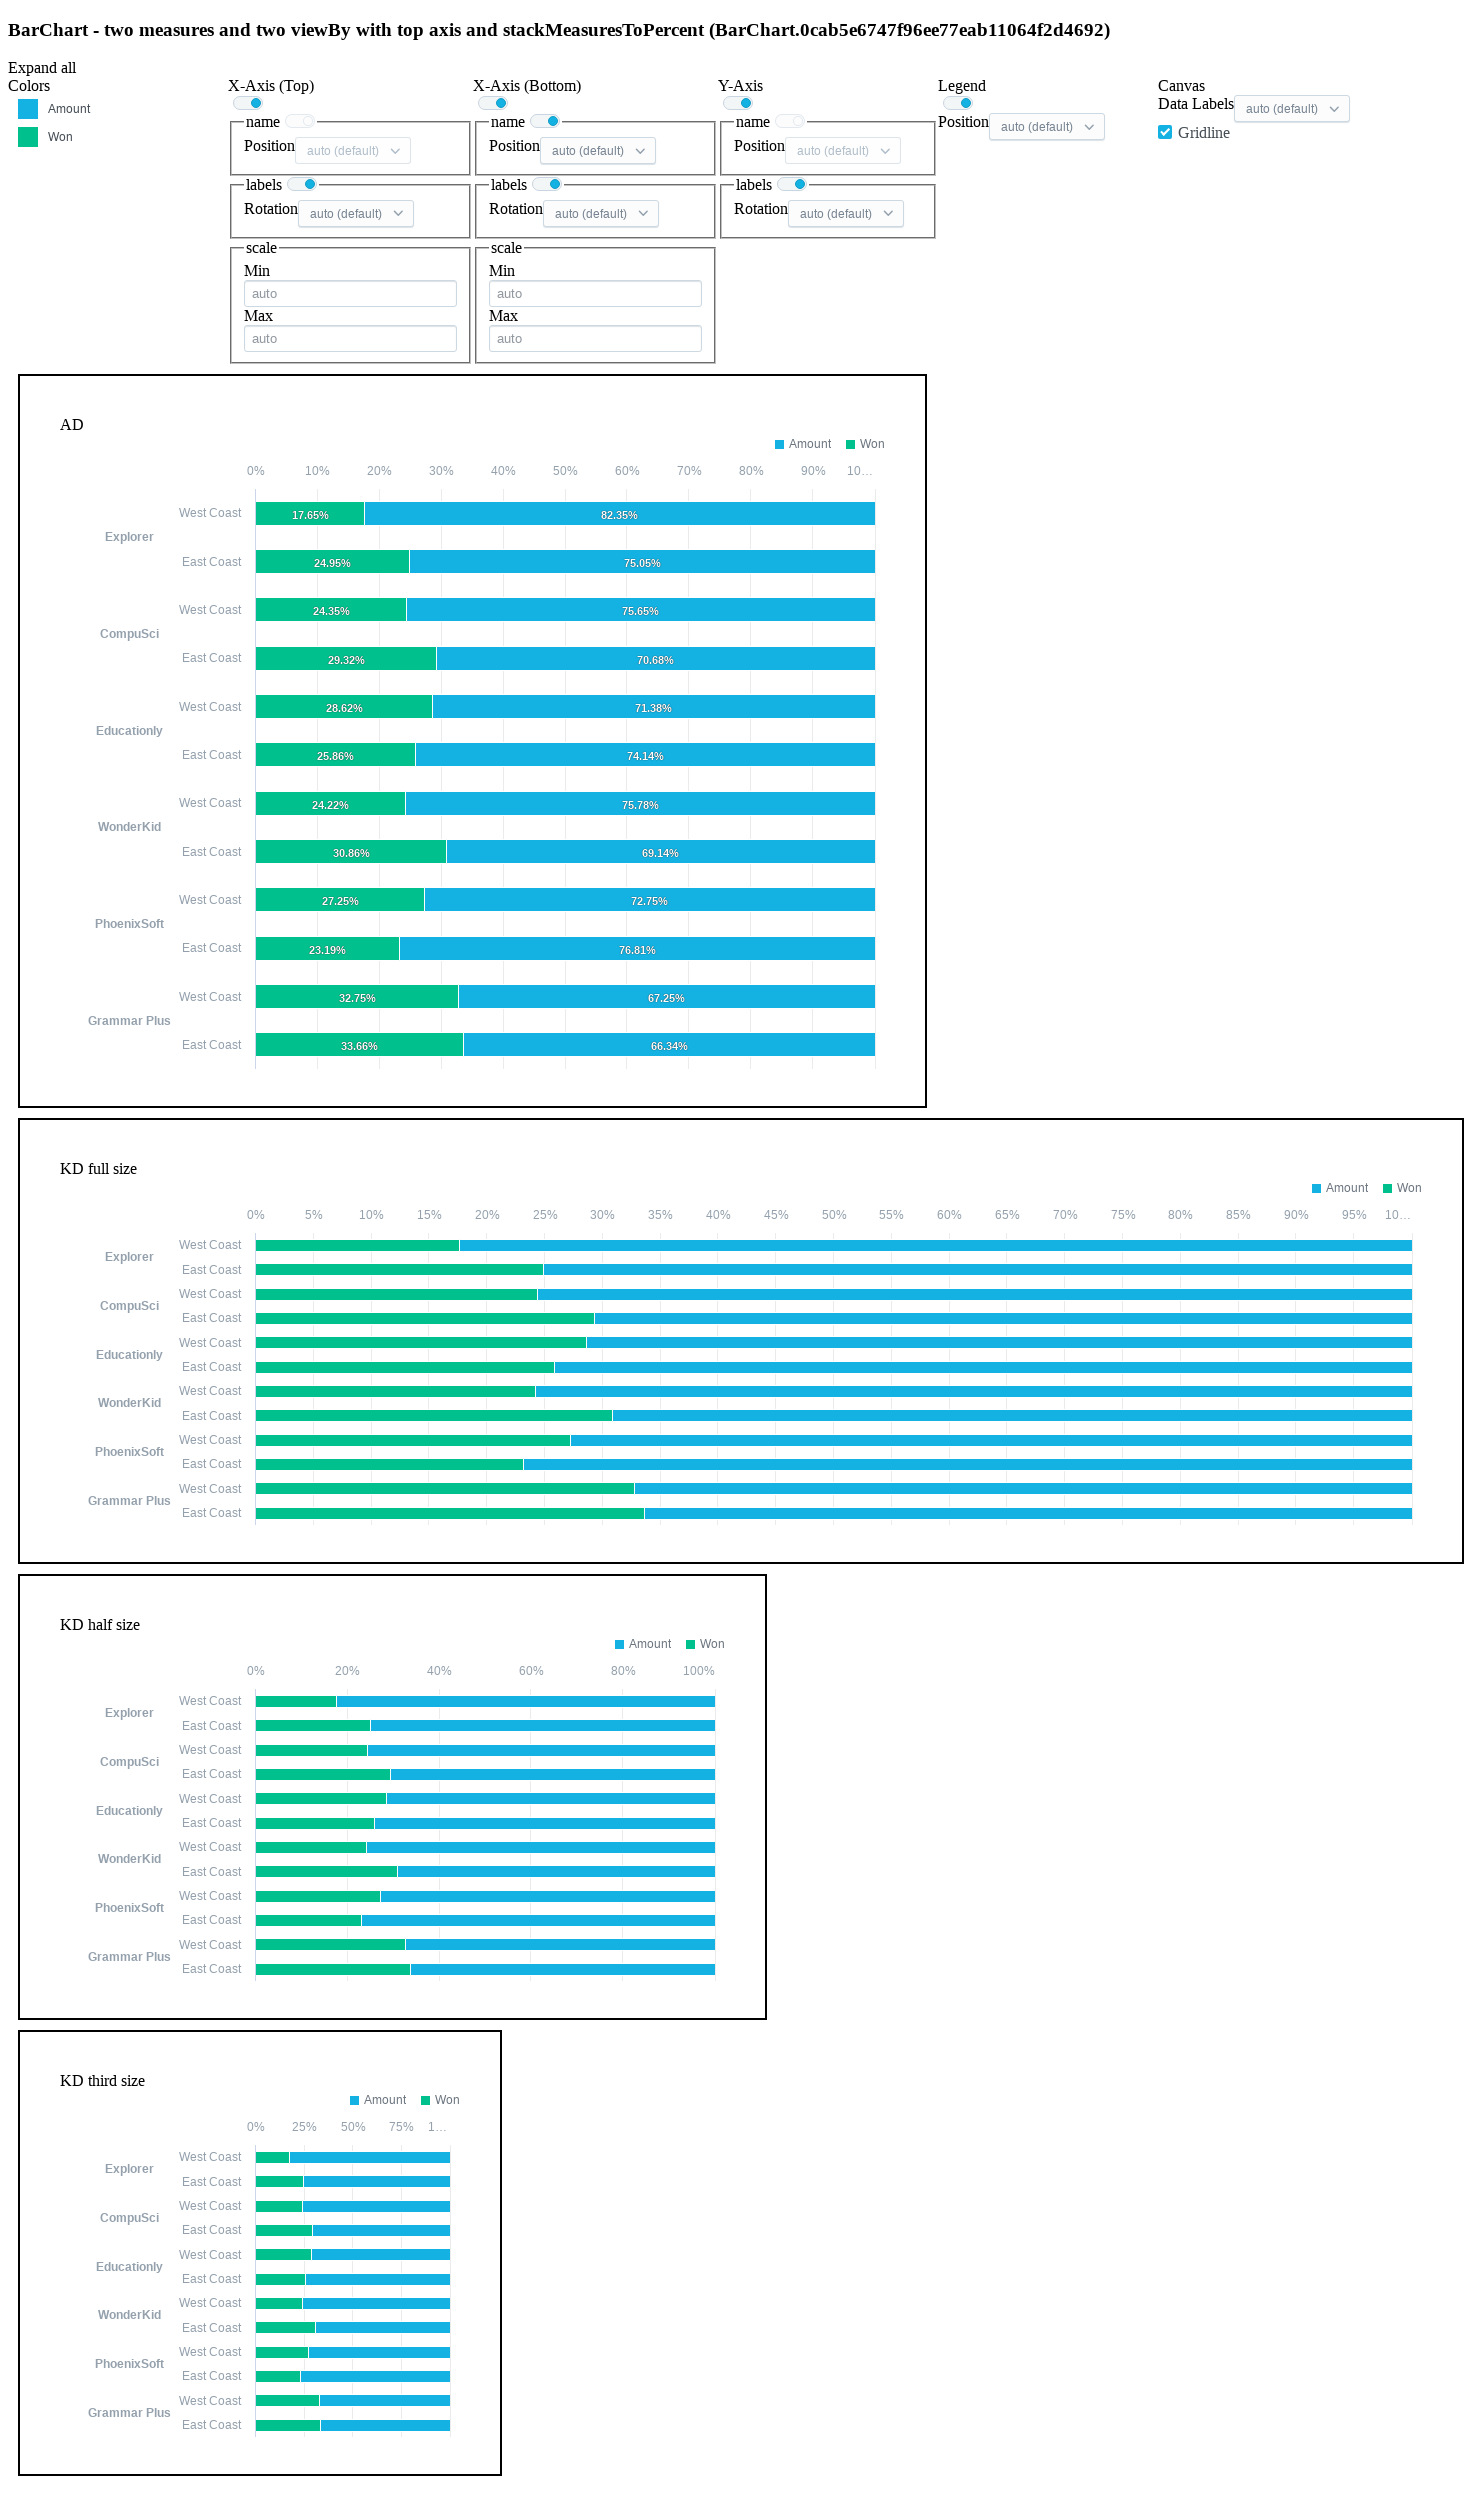 BarChart - two measures and two viewBy with top axis and stackMeasuresToPercent (BarChart.0cab5e6747f96ee77eab11064f2d4692)
Expand all
Colors
Amount
Won
X-Axis (Top)
name
Position auto (default)
labels
Rotation auto (default)
scale
Min
auto
Max
auto
X-Axis (Bottom)
name
Position auto (default)
labels
Rotation auto (default)
scale
Min
auto
Max
auto
Y-Axis
name
Position auto (default)
labels
Rotation auto (default)
Legend
Position auto (default)
Canvas
Data Labels auto (default)
Gridline
AD
Amount Won
0% 10% 20% 30% 40% 50% 60% 70% 80% 90% 10…
West Coast 17.65% 82.35%
Explorer
East Coast 24.95% 75.05%
West Coast 24.35% 75.65%
CompuSci
East Coast 29.32% 70.68%
West Coast 28.62% 71.38%
Educationly
East Coast 25.86% 74.14%
West Coast 24.22% 75.78%
WonderKid
East Coast 30.86% 69.14%
West Coast 27.25% 72.75%
PhoenixSoft
East Coast 23.19% 76.81%
West Coast 32.75% 67.25%
Grammar Plus
East Coast 33.66% 66.34%
KD full size
Amount Won
0% 5% 10% 15% 20% 25% 30% 35% 40% 45% 50% 55% 60% 65% 70% 75% 80% 85% 90% 95% 10…
West Coast
Explorer
East Coast
West Coast
CompuSci
East Coast
West Coast
Educationly
East Coast
West Coast
WonderKid
East Coast
West Coast
PhoenixSoft
East Coast
West Coast
Grammar Plus
East Coast
KD half size
Amount Won
0% 20% 40% 60% 80% 100%
West Coast
Explorer
East Coast
West Coast
CompuSci
East Coast
West Coast
Educationly
East Coast
West Coast
WonderKid
East Coast
West Coast
PhoenixSoft
East Coast
West Coast
Grammar Plus
East Coast
KD third size
Amount Won
0% 25% 50% 75% 1…
West Coast
Explorer
East Coast
West Coast
CompuSci
East Coast
West Coast
Educationly
East Coast
West Coast
WonderKid
East Coast
West Coast
PhoenixSoft
East Coast
West Coast
Grammar Plus
East Coast